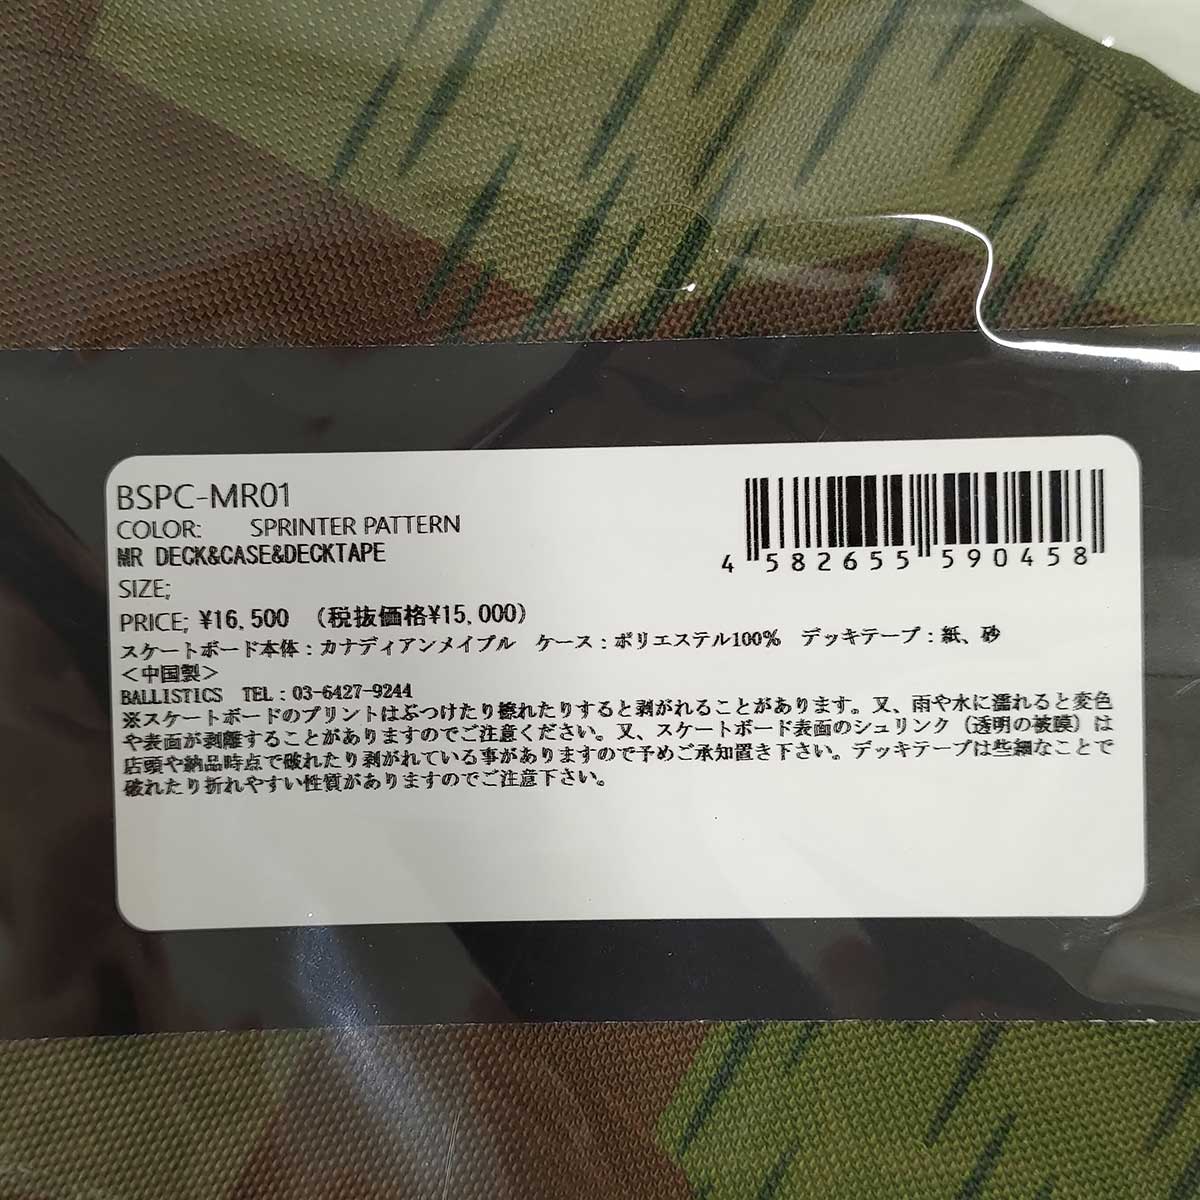 BSPC-MR01
COLOR: SPRINTER PATTERN
MR DECK&CASE&DECKTAPE
SIZE;
PRICE; ¥16,500 (税抜価格¥15,000)
4 582655 590458
スケートボード本体：カナディアンメイプル ケース：ポリエステル100% デッキテープ：紙、砂
＜中国製＞
BALLISTICS TEL：03-6427-9244
※スケートボードのプリントはぶつけたり擦れたりすると剥がれることがあります。又、雨や水に濡れると変色
や表面が剥離することがありますのでご注意ください。又、スケートボード表面のシュリンク（透明の被膜）は
店頭や納品時点で破れたり剥がれている事がありますので予めご承知置き下さい。デッキテープは些細なことで
破れたり折れやすい性質がありますのでご注意下さい。